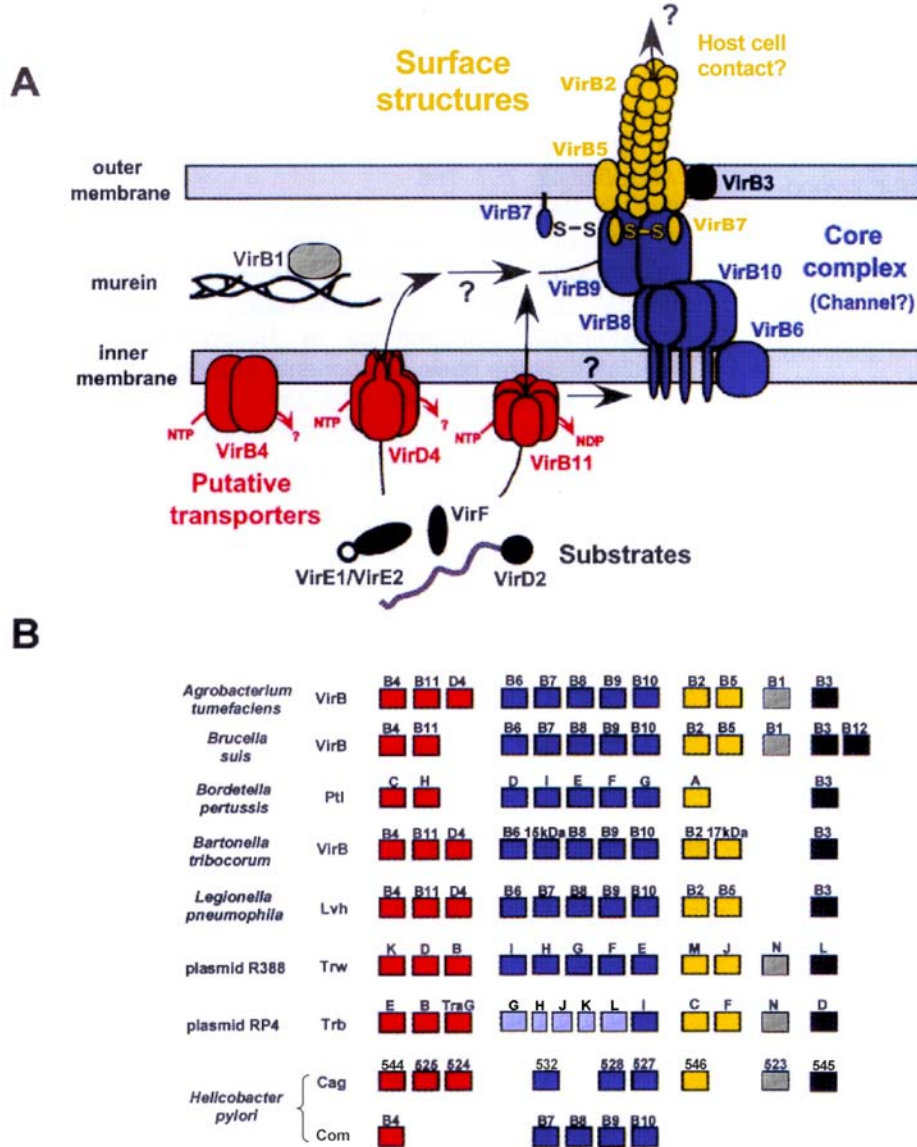 A
Surface
structures
?
Host cell
contact?
VirB2
VirB5
outer
membrane
VirB3
VirB7
S–S
S–S
VirB7
VirB1
murein
?
VirB9
Core
complex
(Channel?)
VirB10
VirB8
VirB6
inner
membrane
?
NTP
?
VirB4
NTP
?
VirD4
NTP
NDP
VirB11
Putative
transporters
VirF
VirE1/VirE2
VirD2
Substrates
B
B4 B11 D4 B6 B7 B8 B9 B10 B2 B5 B1 B3
Agrobacterium
tumefaciens
VirB
B4 B11 B6 B7 B8 B9 B10 B2 B5 B1 B3 B12
Brucella
suis
VirB
C H D I E F G A B3
Bordetella
pertussis
Ptl
B4 B11 D4 B6 15kDa B8 B9 B10 B2 17kDa B3
Bartonella
tribocorum
VirB
B4 B11 D4 B6 B7 B8 B9 B10 B2 B5 B3
Legionella
pneumophila
Lvh
K D B I H G F E M J N L
plasmid R388 Trw
E B TraG G H J K L I C F N D
plasmid RP4 Trb
544 525 524 532 528 527 546 523 545
Cag
Helicobacter
pylori
B4 B7 B8 B9 B10
Com